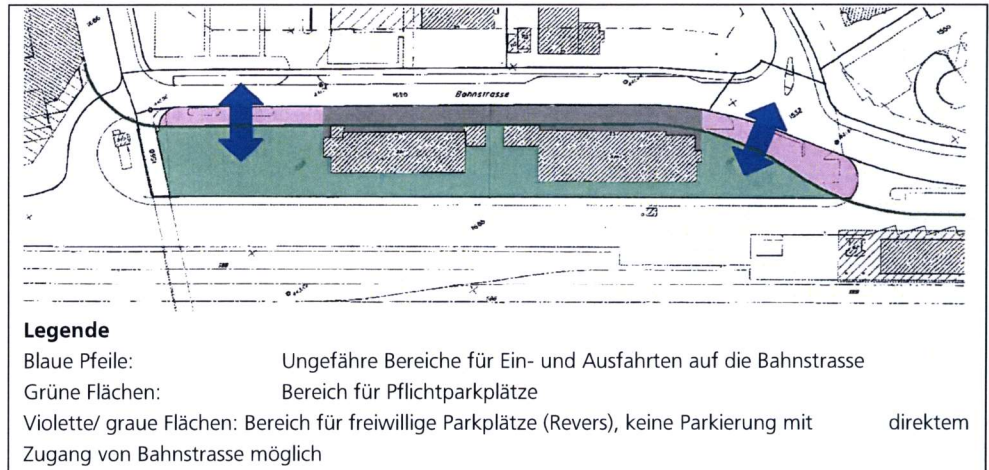 Bahnstrasse
Legende
Blaue Pfeile: Ungefähre Bereiche für Ein- und Ausfahrten auf die Bahnstrasse
Grüne Flächen: Bereich für Pflichtparkplätze
Violette/ graue Flächen: Bereich für freiwillige Parkplätze (Revers), keine Parkierung mit direktem
Zugang von Bahnstrasse möglich